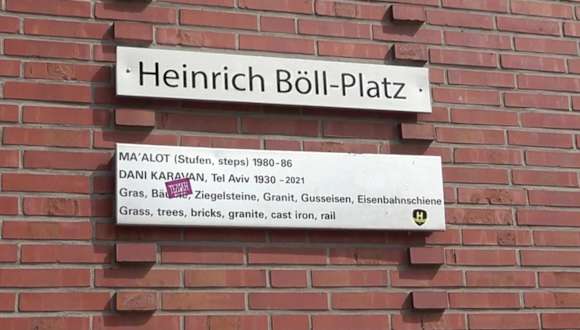 Heinrich Böll-Platz
MA'ALOT (Stufen, steps) 1980-86
DANI KARAVAN, Tel Aviv 1930 -2021
Gras, Ziegelsteine, Granit, Gusseisen, Eisenbahnschiene
Grass, trees, bricks, granite, cast iron, rail
H